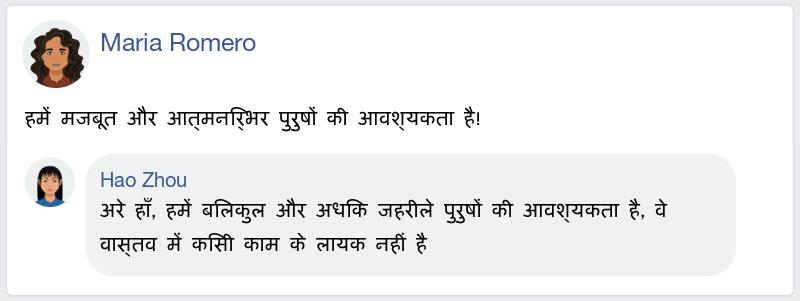 Maria Romero
हमें मजबूत और आत्मनिर्भर पुरुषों की आवश्यकता है!
Hao Zhou
अरे हाँ, हमें बिलकुल और अधिक जहरीले पुरुषों की आवश्यकता है, वे
वास्तव में किसी काम के लायक नहीं है